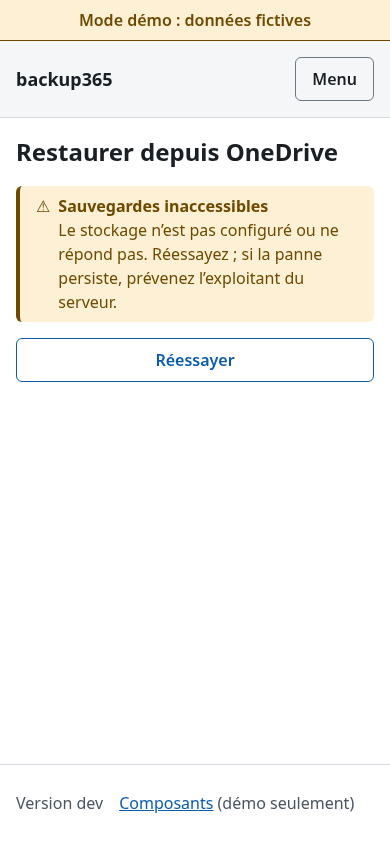 Mode démo : données fictives
backup365
Menu
Restaurer depuis OneDrive
⚠ Sauvegardes inaccessibles
Le stockage n’est pas configuré ou ne
répond pas. Réessayez ; si la panne
persiste, prévenez l’exploitant du
serveur.
Réessayer
Version dev Composants (démo seulement)